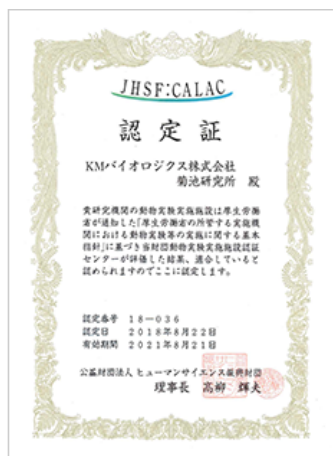 JHSF:CALAC
認定証
KMバイオロジクス株式会社
菊池研究所 殿
貴研究機関の動物実験実施施設は厚生労働
省が通知した「厚生労働省の所管する実施機
関における動物実験等の実施に関する基本
指針」に基づき当財団動物実験実施施設認証
センターが評価した結果、適合していると
認められますのでここに認定します。
認定番号 18-036
認定日 2018年8月22日
有効期間 2021年8月21日
公益財団法人 ヒューマンサイエンス振興財団
理事長 高柳 輝夫